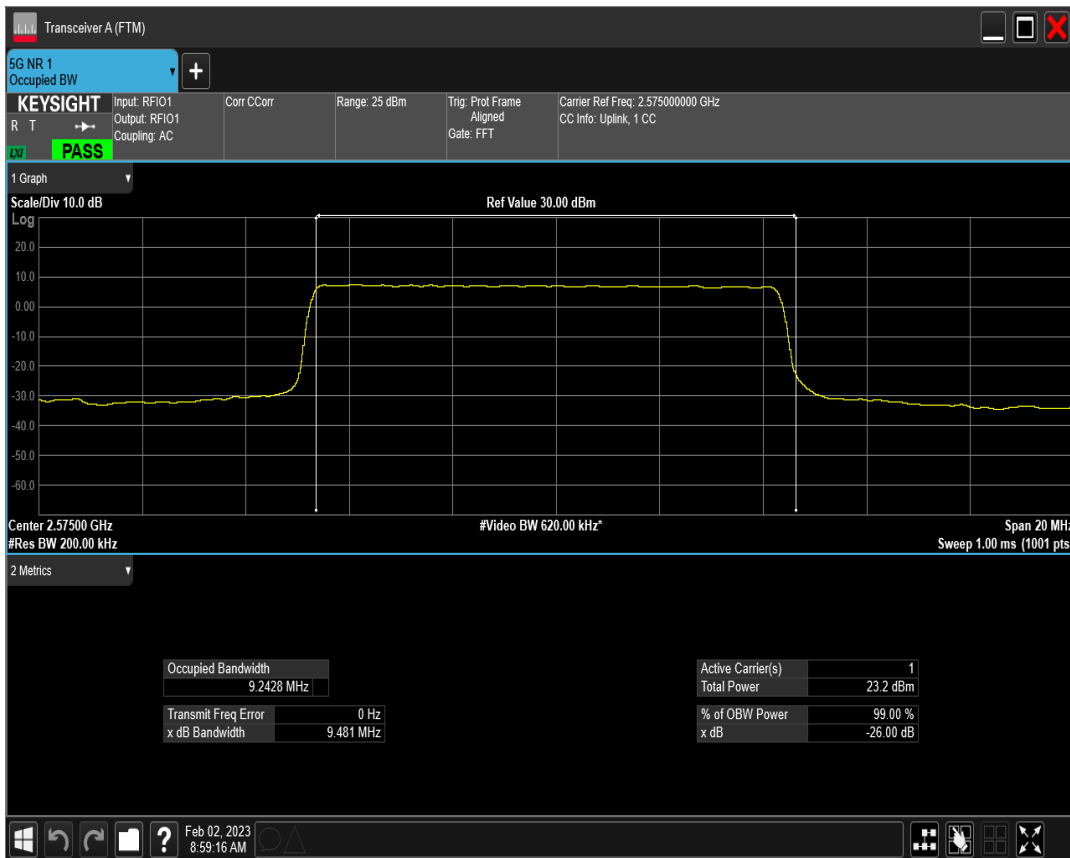 Transceiver A (FTM)
5G NR 1
Occupied BW
+
KEYSIGHT
R T
LXI
PASS
Input: RFIO1
Output: RFIO1
Coupling: AC
Corr CCorr
Range: 25 dBm
Trig: Prot Frame
Aligned
Gate: FFT
Carrier Ref Freq: 2.575000000 GHz
CC Info: Uplink, 1 CC
1 Graph
Scale/Div 10.0 dB
Ref Value 30.00 dBm
Log
20.0
10.0
0.00
-10.0
-20.0
-30.0
-40.0
-50.0
-60.0
Center 2.57500 GHz
#Video BW 620.00 kHz*
Span 20 MHz
#Res BW 200.00 kHz
Sweep 1.00 ms (1001 pts
2 Metrics
Occupied Bandwidth
9.2428 MHz
Transmit Freq Error 0 Hz
x dB Bandwidth 9.481 MHz
Active Carrier(s) 1
Total Power 23.2 dBm
% of OBW Power 99.00 %
x dB -26.00 dB
?
Feb 02, 2023
8:59:16 AM